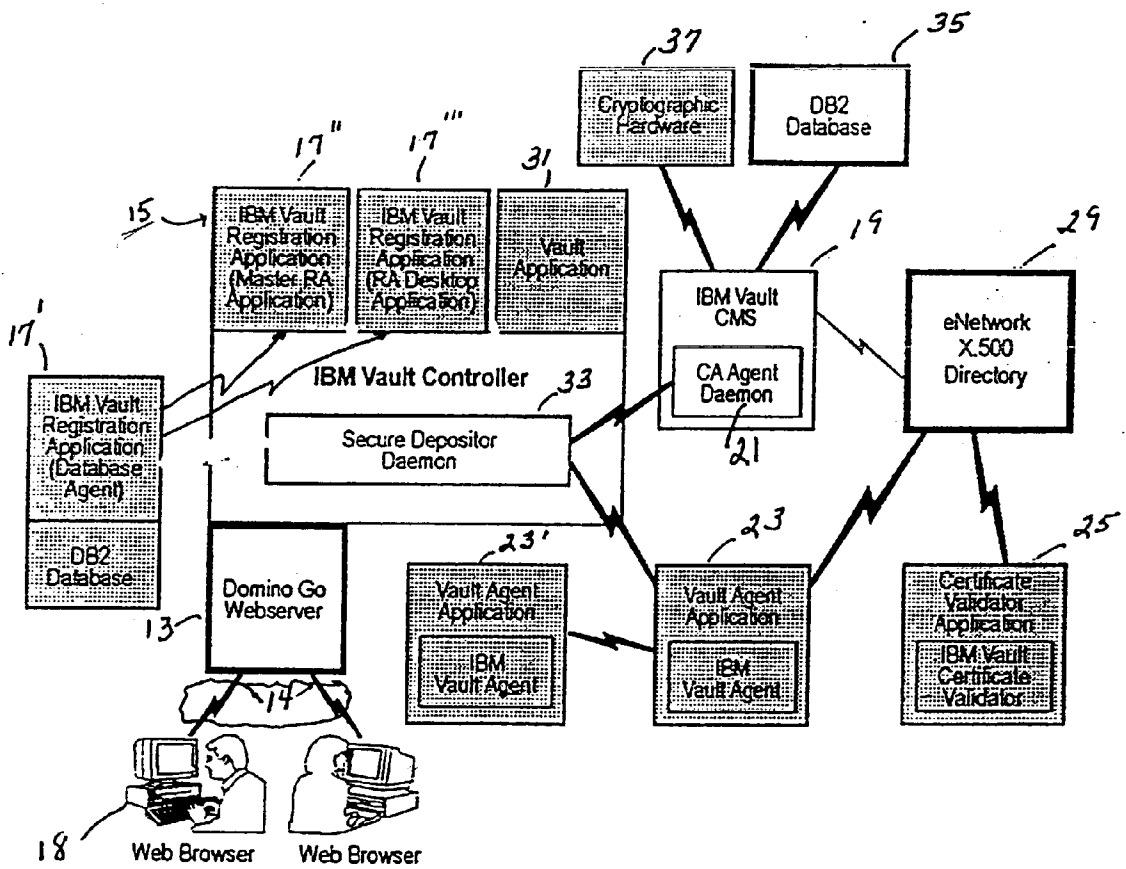 37
35
Cryptographic
Hardware
DB2
Database
17''
17'''
31
15
IBM Vault
Registration
Application
(Master RA
Application)
IBM Vault
Registration
Application
(RA Desktop
Application)
Vault
Application
19
29
IBM Vault
CMS
CA Agent
Daemon
21
eNetwork
X.500
Directory
17'
IBM Vault
Registration
Application
(Database
Agent)
DB2
Database
IBM Vault Controller
33
Secure Depositor
Daemon
13
Domino Go
Webserver
23'
Vault Agent
Application
IBM
Vault Agent
23
Vault Agent
Application
IBM
Vault Agent
25
Certificate
Validator
Application
IBM Vault
Certificate
Validator
14
18
Web Browser
Web Browser